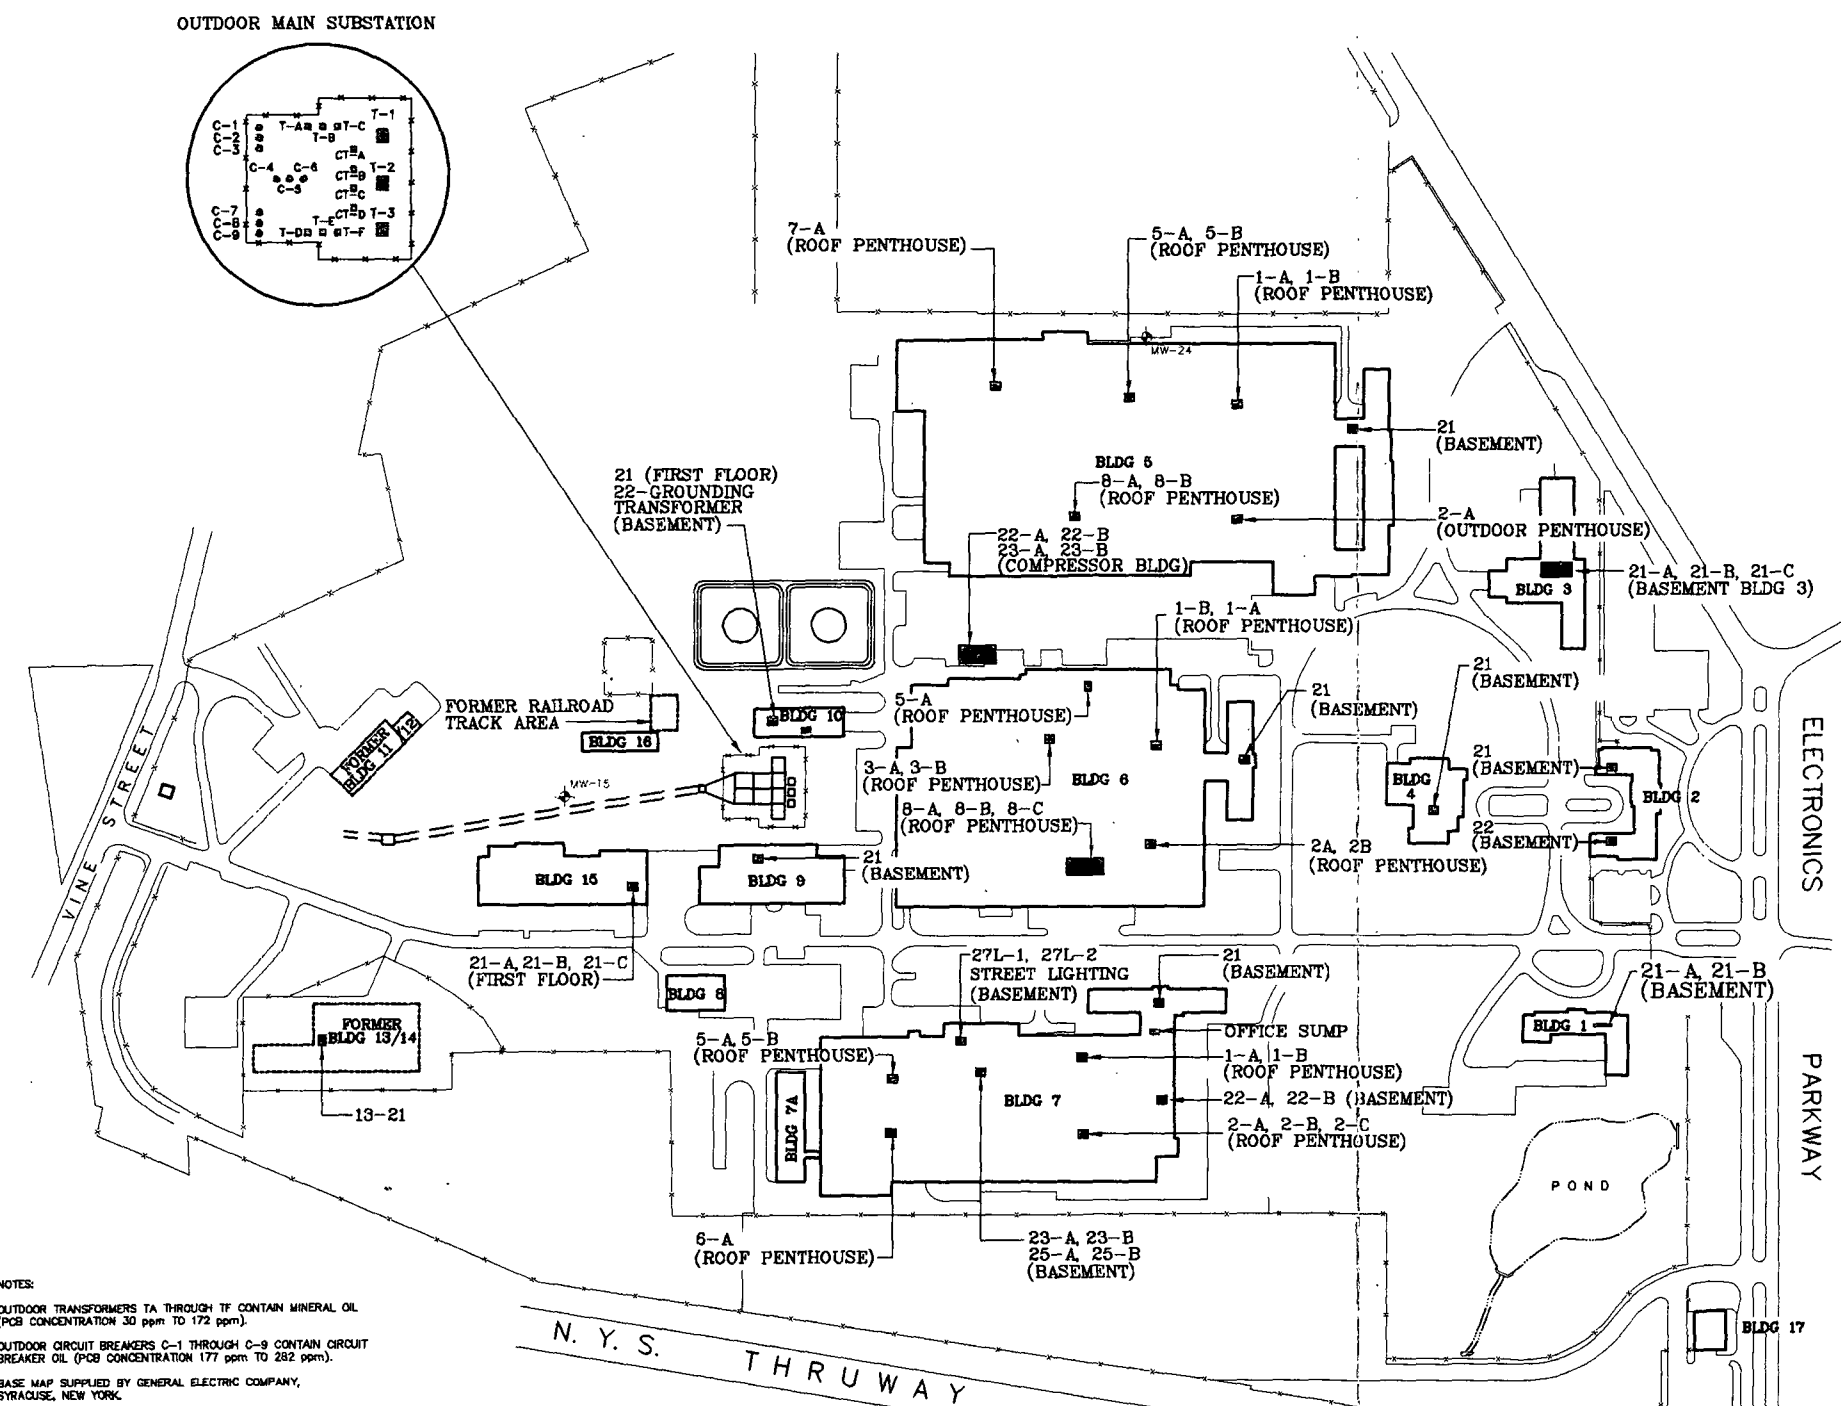 OUTDOOR MAIN SUBSTATION
T-1
C-1
C-2
C-3
T-A
T-B
T-C
CT-A
C-4
C-5
C-6
CT-B
T-2
CT-C
C-7
C-8
C-9
T-D
T-E
T-F
CT-D
T-3
7-A
(ROOF PENTHOUSE)
5-A, 5-B
(ROOF PENTHOUSE)
1-A, 1-B
(ROOF PENTHOUSE)
MW-24
21
(BASEMENT)
BLDG 5
8-A, 8-B
(ROOF PENTHOUSE)
21 (FIRST FLOOR)
22-GROUNDING
TRANSFORMER
(BASEMENT)
2-A
(OUTDOOR PENTHOUSE)
22-A, 22-B
23-A, 23-B
(COMPRESSOR BLDG)
21-A, 21-B, 21-C
(BASEMENT BLDG 3)
BLDG 3
1-B, 1-A
(ROOF PENTHOUSE)
21
(BASEMENT)
21
(BASEMENT)
5-A
(ROOF PENTHOUSE)
FORMER RAILROAD
TRACK AREA
BLDG 10
BLDG 16
FORMER
BLDG 11 /12
VINE STREET
MW-15
3-A, 3-B
(ROOF PENTHOUSE)
BLDG 6
8-A, 8-B, 8-C
(ROOF PENTHOUSE)
BLDG
4
21
(BASEMENT)
BLDG 2
22
(BASEMENT)
2A, 2B
(ROOF PENTHOUSE)
ELECTRONICS
PARKWAY
BLDG 15
BLDG 9
21
(BASEMENT)
21-A, 21-B, 21-C
(FIRST FLOOR)
BLDG 8
27L-1, 27L-2
STREET LIGHTING
(BASEMENT)
21
(BASEMENT)
21-A, 21-B
(BASEMENT)
BLDG 1
FORMER
BLDG 13/14
13-21
5-A, 5-B
(ROOF PENTHOUSE)
OFFICE SUMP
1-A, 1-B
(ROOF PENTHOUSE)
BLDG 7
BLDG 7A
22-A, 22-B (BASEMENT)
2-A, 2-B, 2-C
(ROOF PENTHOUSE)
POND
6-A
(ROOF PENTHOUSE)
23-A, 23-B
25-A, 25-B
(BASEMENT)
BLDG 17
N. Y. S. THRUWAY
NOTES:
OUTDOOR TRANSFORMERS TA THROUGH TF CONTAIN MINERAL OIL
(PCB CONCENTRATION 30 ppm TO 172 ppm).
OUTDOOR CIRCUIT BREAKERS C-1 THROUGH C-9 CONTAIN CIRCUIT
BREAKER OIL (PCB CONCENTRATION 177 ppm TO 282 ppm).
BASE MAP SUPPLIED BY GENERAL ELECTRIC COMPANY,
SYRACUSE, NEW YORK.